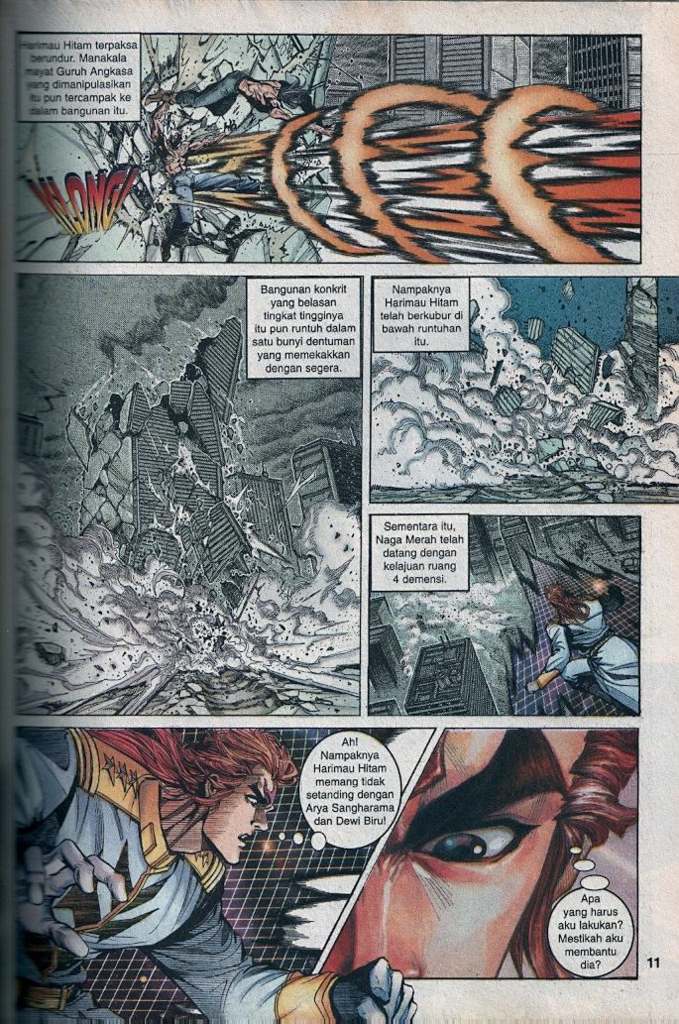 Harimau Hitam terpaksa
berundur. Manakala
mayat Guruh Angkasa
yang dimanipulasikan
itu pun tercampak ke
dalam bangunan itu.
KLONG!
Bangunan konkrit
yang belasan
tingkat tingginya
itu pun runtuh dalam
satu bunyi dentuman
yang memekakkan
dengan segera.
Nampaknya
Harimau Hitam
telah berkubur di
bawah runtuhan
itu.
Sementara itu,
Naga Merah telah
datang dengan
kelajuan ruang
4 demensi.
Ah!
Nampaknya
Harimau Hitam
memang tidak
setanding dengan
Arya Sangharama
dan Dewi Biru!
Apa
yang harus
aku lakukan?
Mestikah aku
membantu
dia?
11